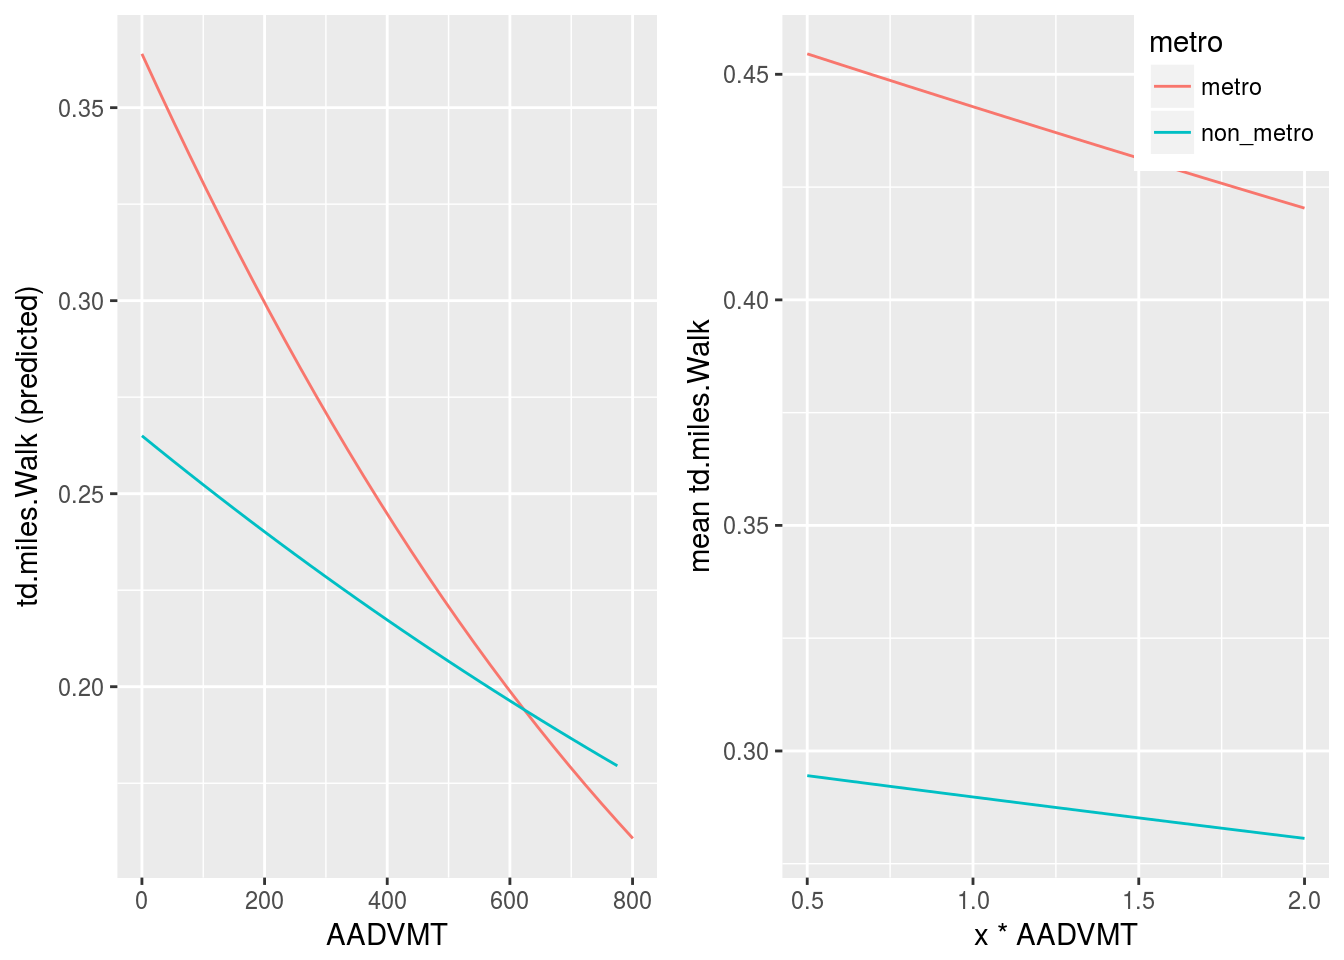 td.miles.Walk (predicted)
0.35
0.30
0.25
0.20
0
200
400
600
800
AADVMT
mean td.miles.Walk
0.45
0.40
0.35
0.30
0.5
1.0
1.5
2.0
x * AADVMT
metro
metro
non_metro